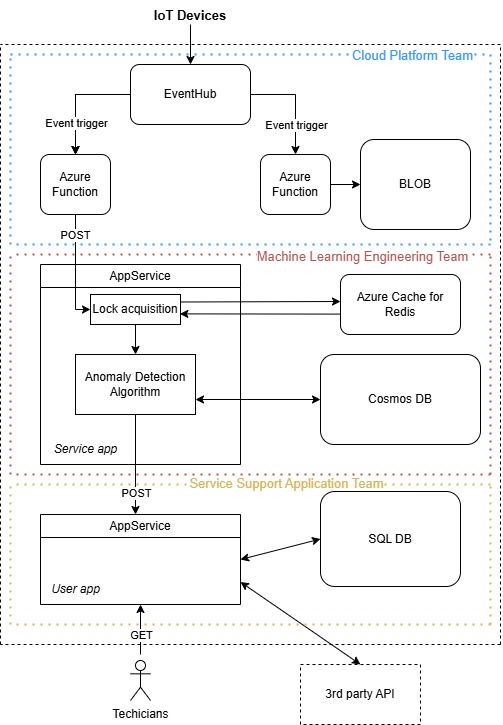 IoT Devices
Cloud Platform Team
EventHub
Event trigger
Event trigger
Azure
Function
Azure
Function
BLOB
POST
Machine Learning Engineering Team
AppService
Lock acquisition
Azure Cache for
Redis
Anomaly Detection
Algorithm
Cosmos DB
Service app
Service Support Application Team
POST
AppService
SQL DB
User app
GET
3rd party API
Techicians